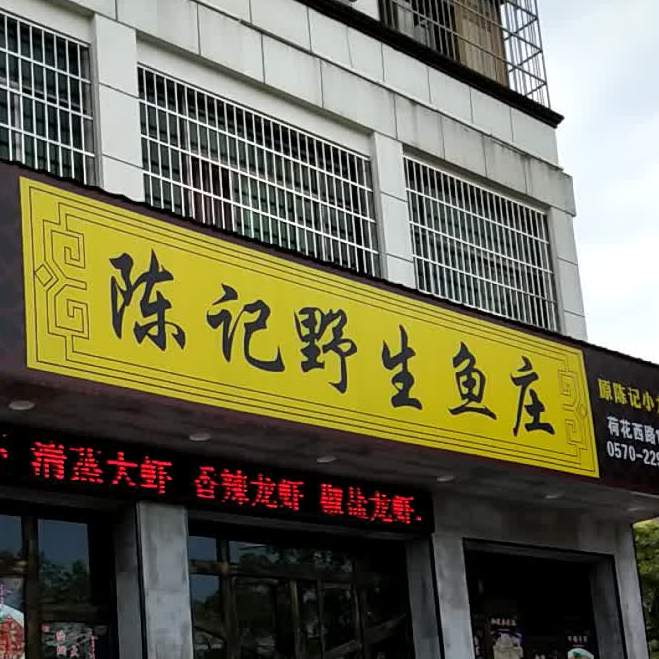 陈记野生鱼庄
原陈记小
荷花西路
0570-229
清蒸大虾 香辣龙虾 椒盐龙虾